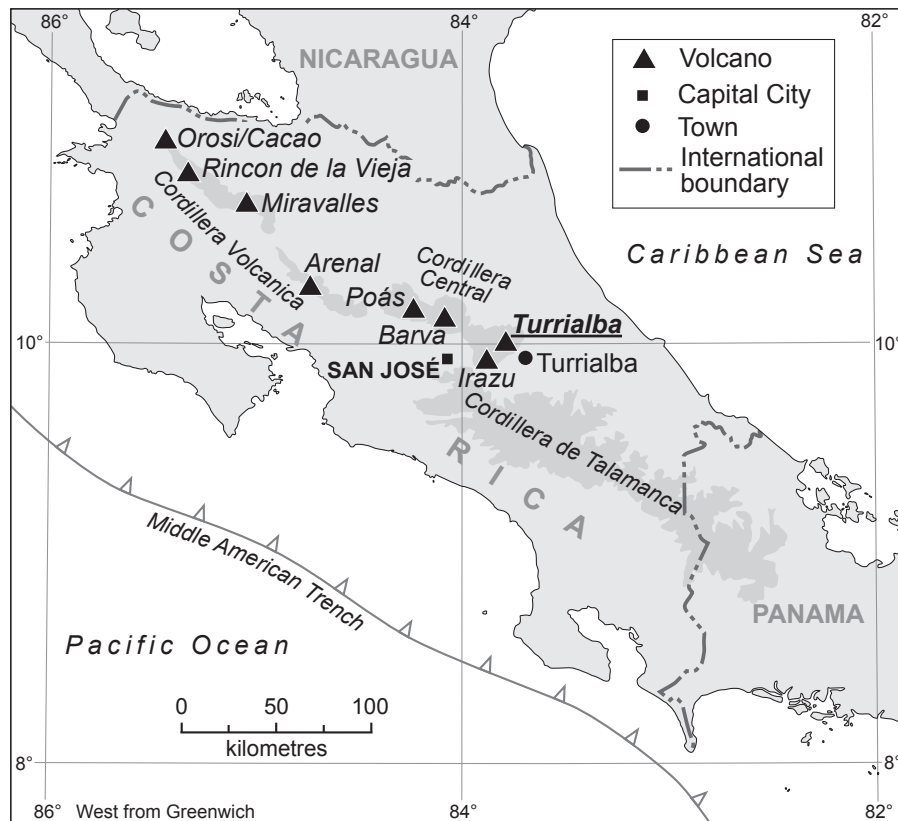 86°
84°
82°
NICARAGUA
Volcano
Capital City
Town
International
boundary
Orosi/Cacao
Rincon de la Vieja
Miravalles
Cordillera Volcanica
COSTA
Caribbean Sea
Arenal
Cordillera
Central
Poás
Barva
Turrialba
10°
10°
SAN JOSÉ
Irazu
Turrialba
Cordillera de Talamanca
RICA
Middle American Trench
PANAMA
Pacific Ocean
0 50 100
kilometres
8°
8°
86°
West from Greenwich
84°
82°